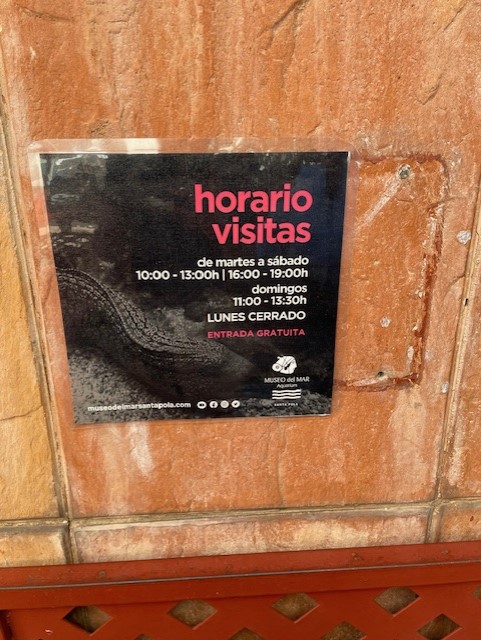 horario
visitas
de martes a sábado
10:00 - 13:00h | 16:00 - 19:00h
domingos
11:00 - 13:30h
LUNES CERRADO
ENTRADA GRATUITA
MUSEO del MAR
Aquarium
SANTA POLA
museodelmarsantapola.com